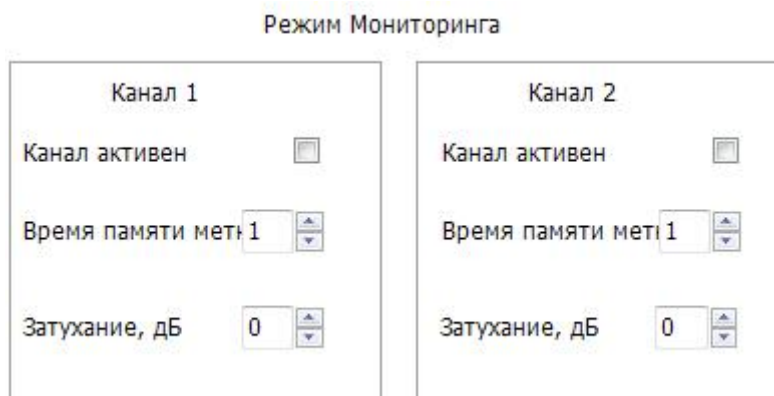 Режим Мониторинга
Канал 1
Канал активен
Время памяти мет 1
Затухание, дБ 0
Канал 2
Канал активен
Время памяти мет 1
Затухание, дБ 0